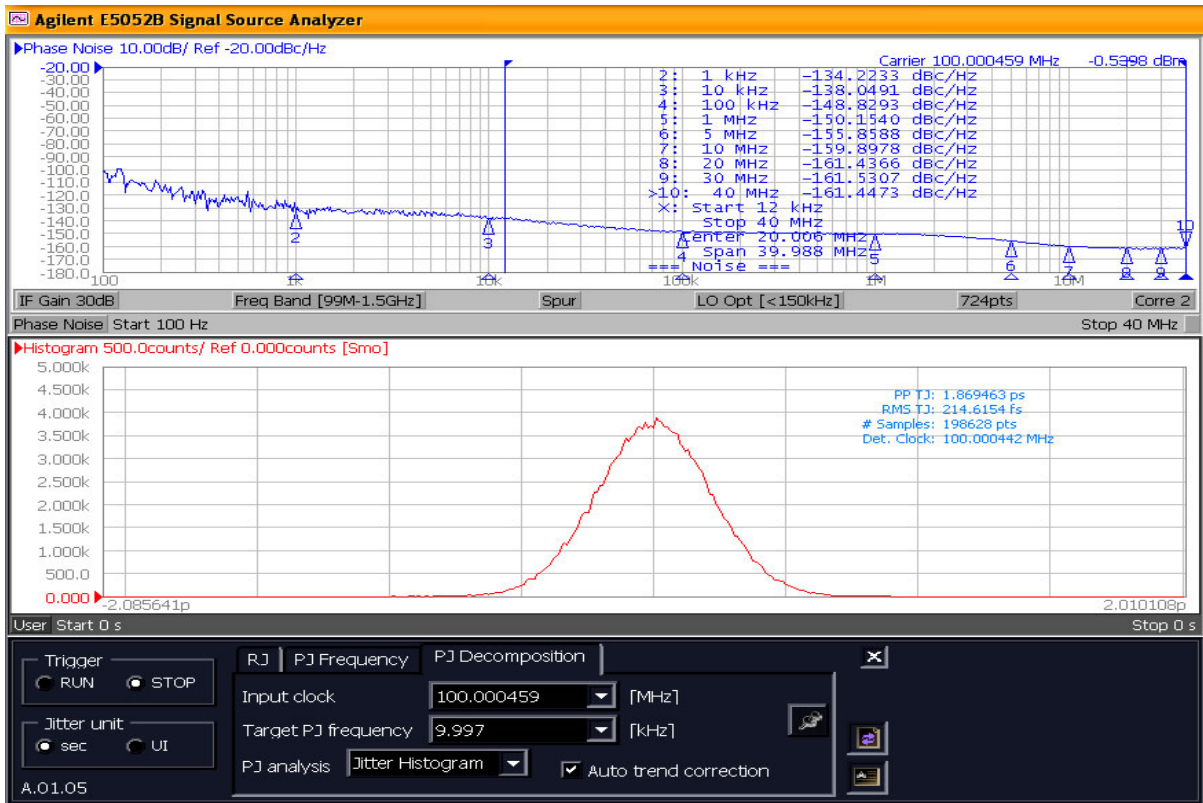 Agilent E5052B Signal Source Analyzer
▶Phase Noise 10.00dB/ Ref -20.00dBc/Hz
Carrier 100.000459 MHz -0.5398 dBm
-20.00
-30.00
-40.00
-50.00
-60.00
-70.00
-80.00
-90.00
-100.0
-110.0
-120.0
-130.0
-140.0
-150.0
-160.0
-170.0
-180.0
2: 1 kHz -134.2233 dBc/Hz
3: 10 kHz -138.0491 dBc/Hz
4: 100 kHz -148.8293 dBc/Hz
5: 1 MHz -150.1540 dBc/Hz
6: 5 MHz -155.8588 dBc/Hz
7: 10 MHz -159.8978 dBc/Hz
8: 20 MHz -161.4366 dBc/Hz
9: 30 MHz -161.5307 dBc/Hz
>10: 40 MHz -161.4473 dBc/Hz
X: Start 12 kHz
Stop 40 MHz
Center 20.006 MHz
Span 39.988 MHz
=== Noise ===
2 3 4 5 6 7 8 9 10
100 1k 10k 100k 1M 10M
IF Gain 30dB Freq Band [99M-1.5GHz] Spur LO Opt [<150kHz] 724pts Corre 2
Phase Noise Start 100 Hz Stop 40 MHz
▶Histogram 500.0counts/ Ref 0.000counts [Smo]
5.000k
4.500k
4.000k
3.500k
3.000k
2.500k
2.000k
1.500k
1.000k
500.0
0.000
PP TJ: 1.869463 ps
RMS TJ: 214.6154 fs
# Samples: 198628 pts
Det. Clock: 100.000442 MHz
-2.085641p 2.010108p
User Start 0 s Stop 0 s
Trigger
RUN STOP
Jitter unit
sec UI
A.01.05
RJ PJ Frequency PJ Decomposition
Input clock 100.000459 [MHz]
Target PJ frequency 9.997 [kHz]
PJ analysis Jitter Histogram Auto trend correction